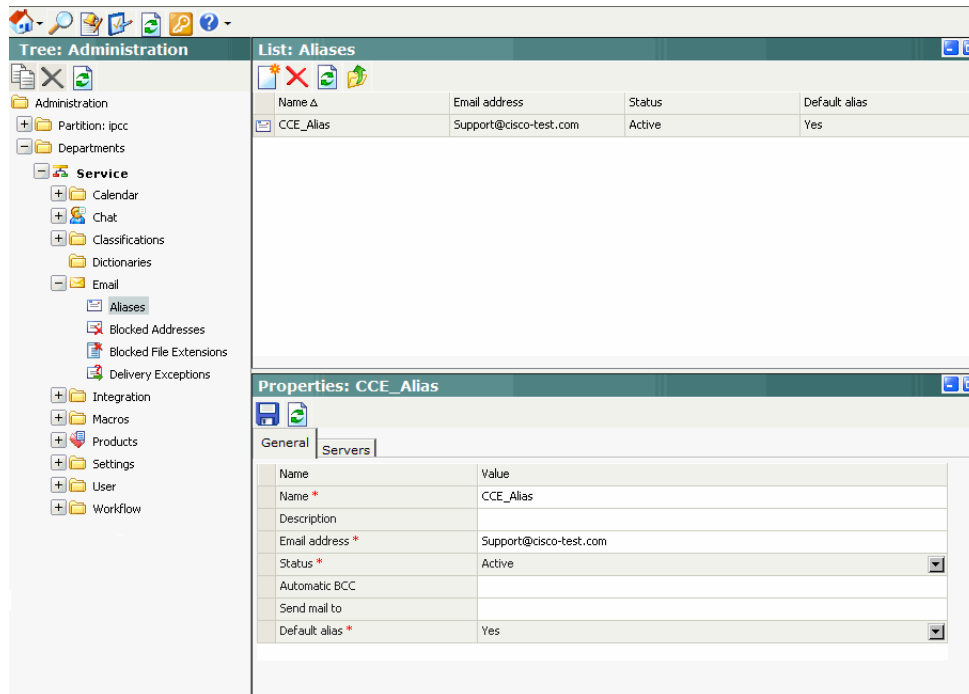 Tree: Administration
Administration
Partition: ipcc
Departments
Service
Calendar
Chat
Classifications
Dictionaries
Email
Aliases
Blocked Addresses
Blocked File Extensions
Delivery Exceptions
Integration
Macros
Products
Settings
User
Workflow
List: Aliases
Name Email address Status Default alias
CCE_Alias Support@cisco-test.com Active Yes
Properties: CCE_Alias
General Servers
Name Value
Name * CCE_Alias
Description
Email address * Support@cisco-test.com
Status * Active
Automatic BCC
Send mail to
Default alias * Yes